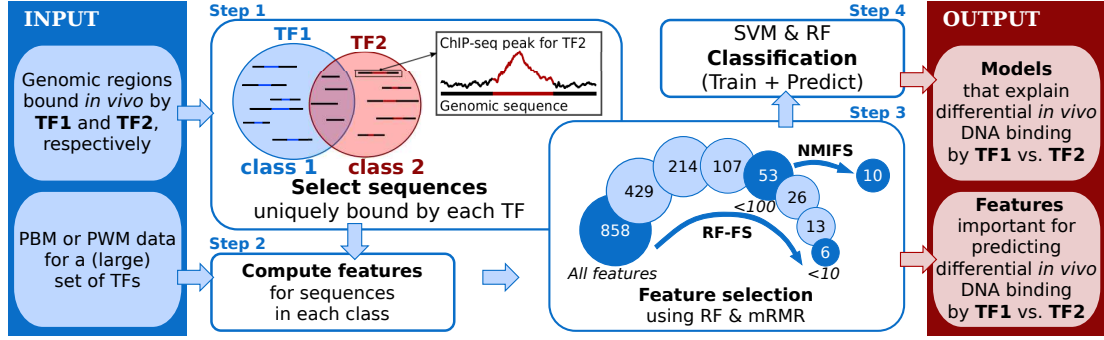 INPUT
Genomic regions
bound in vivo by
TF1 and TF2,
respectively
PBM or PWM data
for a (large)
set of TFs
Step 1
TF1
TF2
ChIP-seq peak for TF2
Genomic sequence
class 1
class 2
Select sequences
uniquely bound by each TF
Step 2
Compute features
for sequences
in each class
Step 3
858
429
214
107
53
26
13
6
10
NMIFS
<100
RF-FS
<10
All features
Feature selection
using RF & mRMR
Step 4
SVM & RF
Classification
(Train + Predict)
OUTPUT
Models
that explain
differential in vivo
DNA binding
by TF1 vs. TF2
Features
important for
predicting
differential in vivo
DNA binding
by TF1 vs. TF2